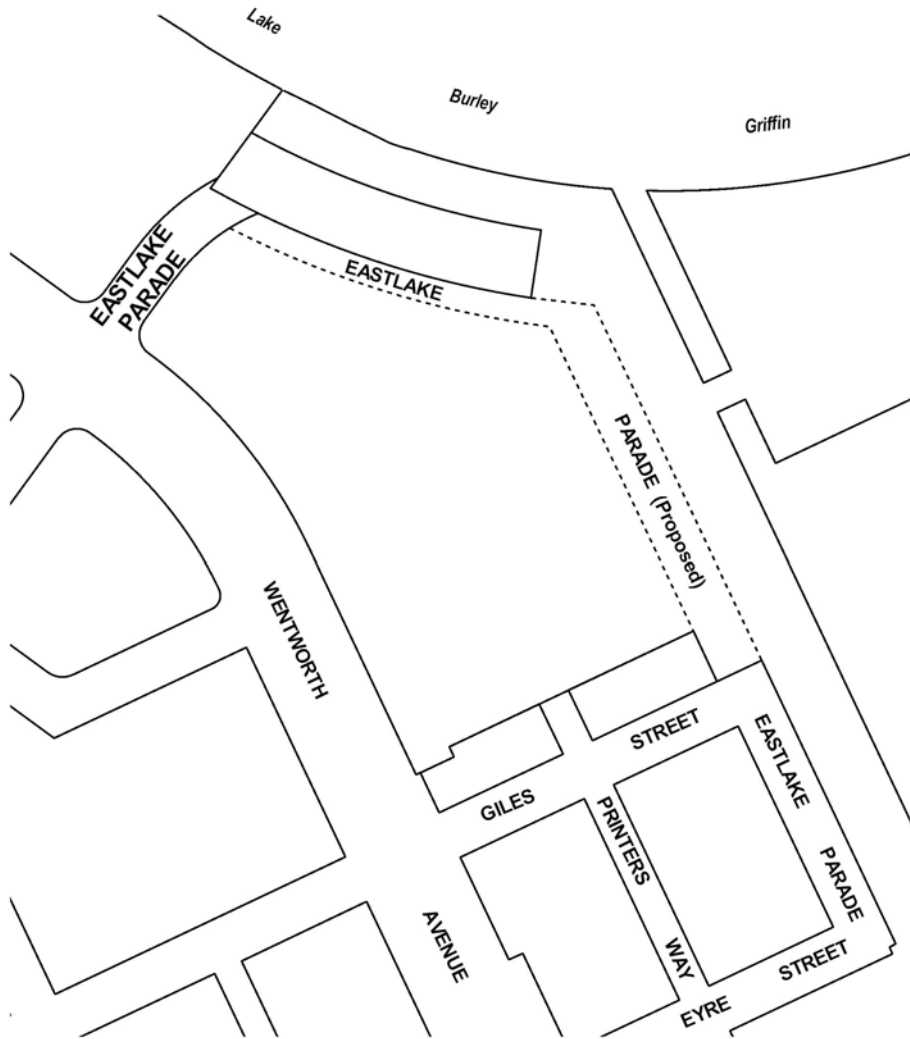 Lake
Burley
Griffin
EASTLAKE
PARADE
EASTLAKE
PARADE (Proposed)
WENTWORTH
AVENUE
GILES
STREET
PRINTERS
WAY
EASTLAKE
PARADE
EYRE
STREET